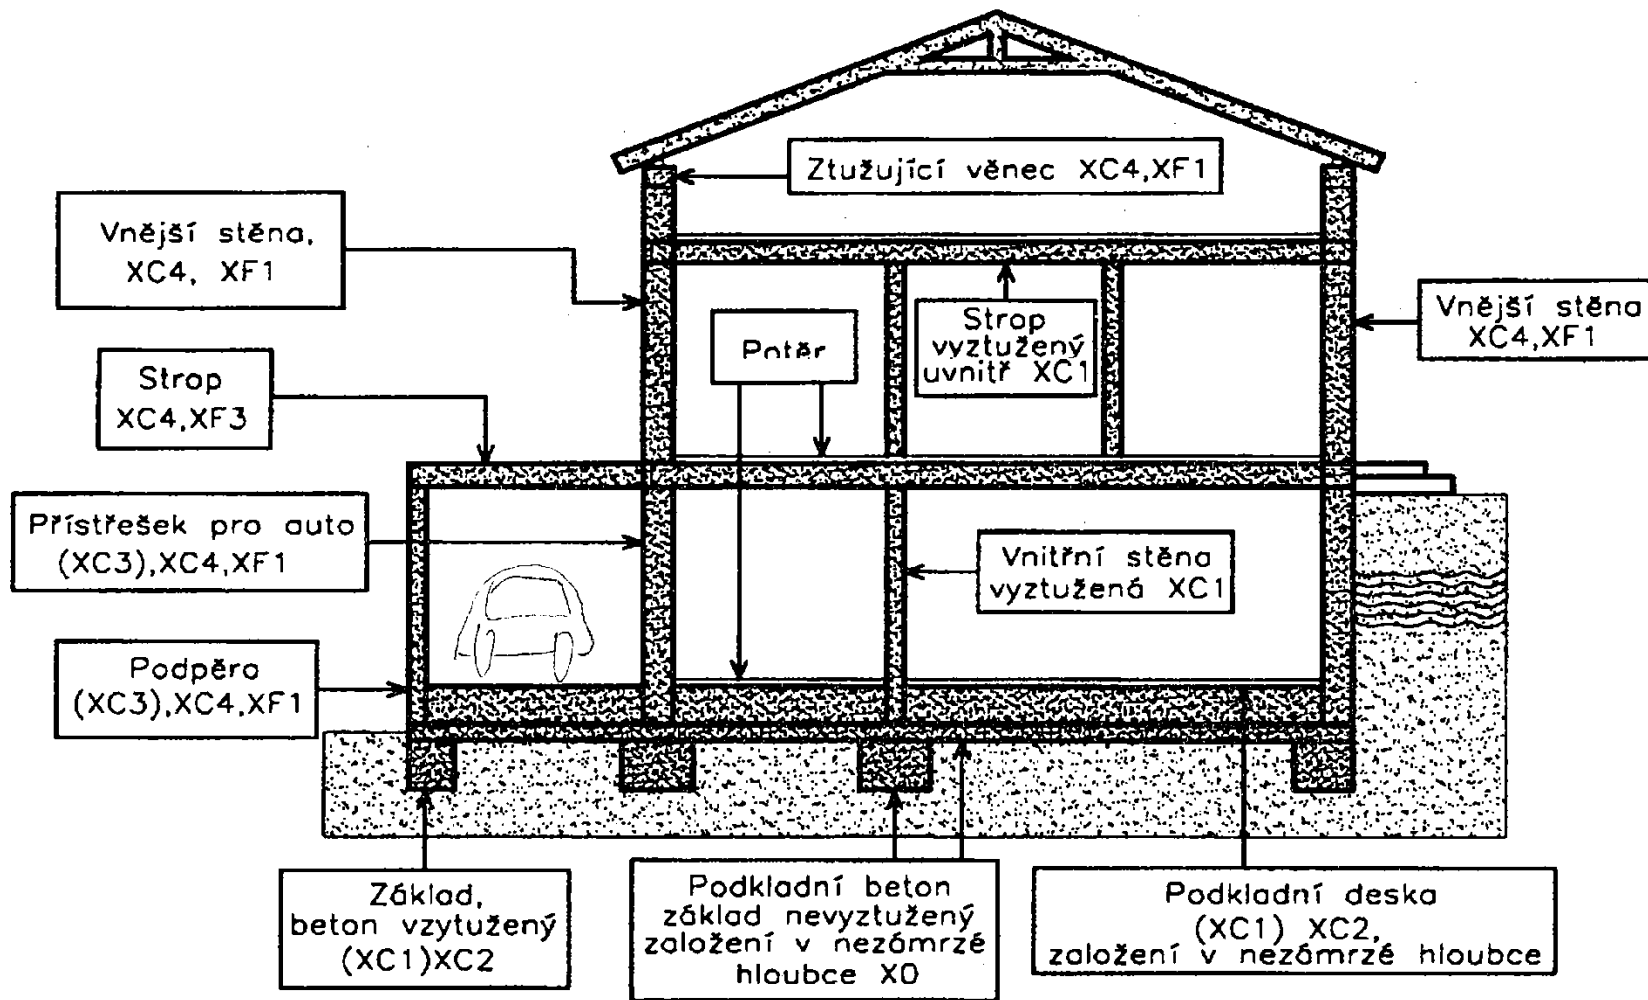 Ztužující věnec XC4,XF1
Vnější stěna,
XC4, XF1
Strop
vyztužený
uvnitř XC1
Vnější stěna
XC4,XF1
Potěr
Strop
XC4,XF3
Přístřešek pro auto
(XC3),XC4,XF1
Vnitřní stěna
vyztužená XC1
Podpěra
(XC3),XC4,XF1
Základ,
beton vzytužený
(XC1)XC2
Podkladní beton
základ nevyztužený
založení v nezámrzé
hloubce X0
Podkladní deska
(XC1) XC2,
založení v nezámrzé hloubce